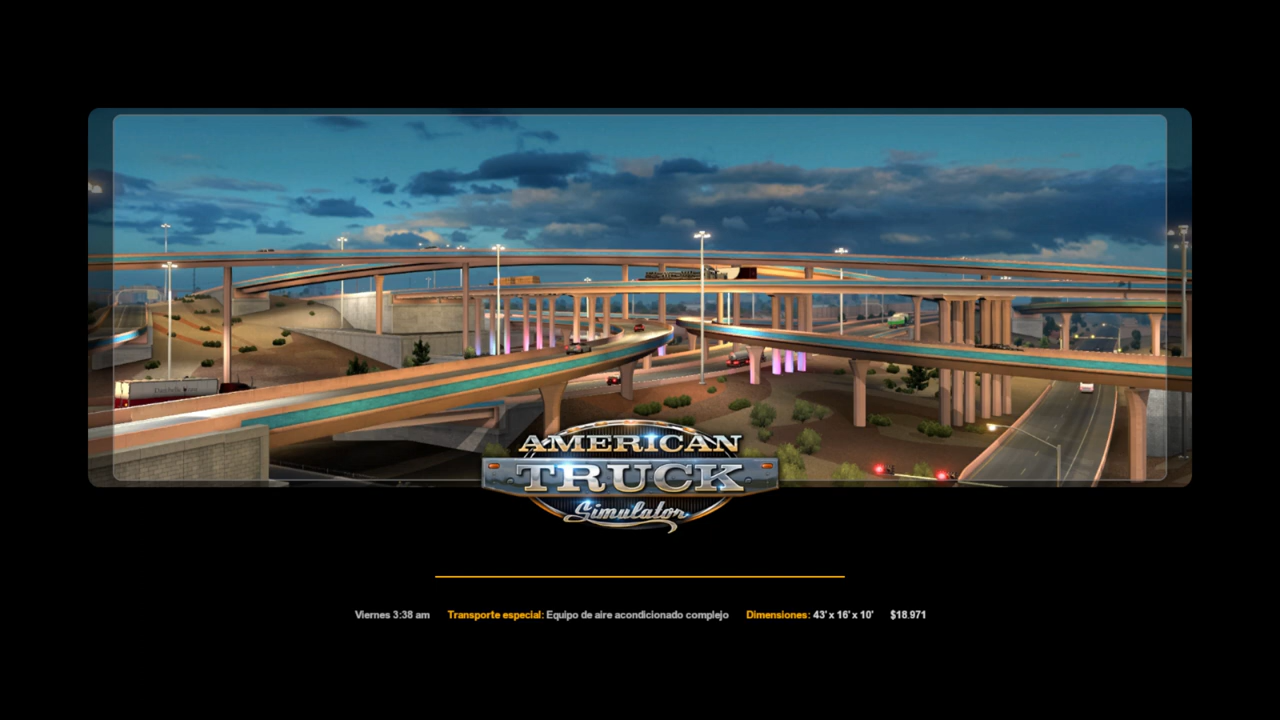 AMERICAN
TRUCK
Simulator
Viernes 3:38 am Transporte especial: Equipo de aire acondicionado complejo Dimensiones: 43' x 16' x 10' $18.971